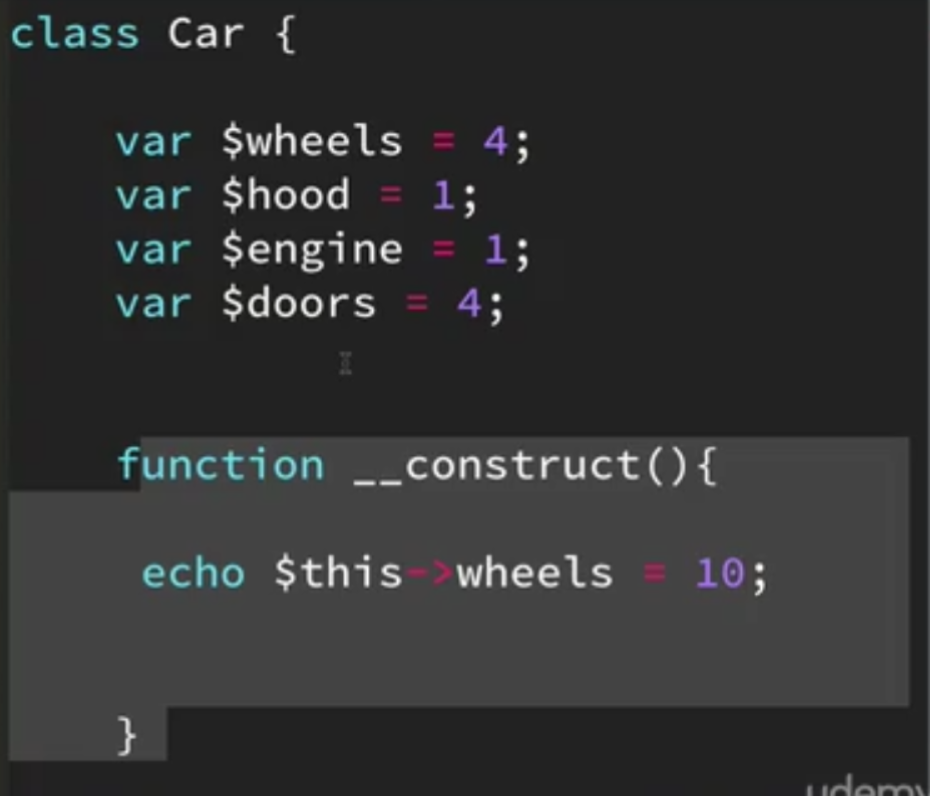 class Car {
var $wheels = 4;
var $hood = 1;
var $engine = 1;
var $doors = 4;
function __construct(){
echo $this->wheels = 10;
}
udemy